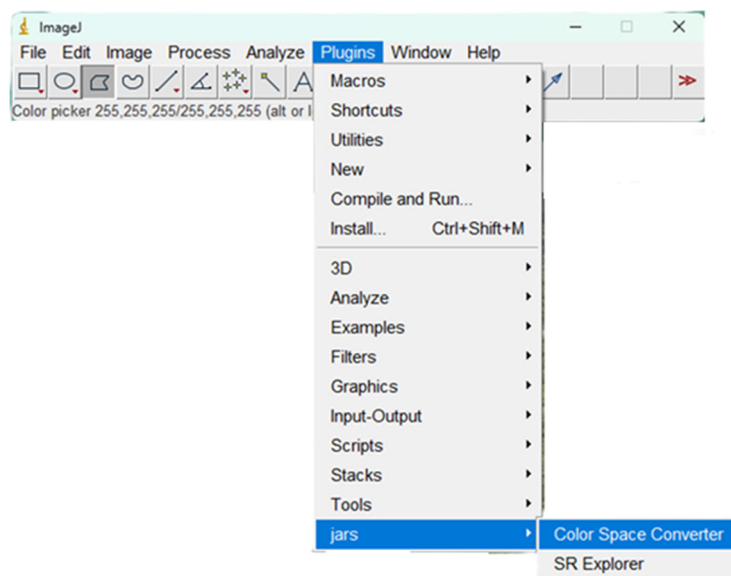 ImageJ
File Edit Image Process Analyze Plugins Window Help
A
Color picker 255,255,255/255,255,255 (alt or l
Macros
Shortcuts
Utilities
New
Compile and Run...
Install... Ctrl+Shift+M
3D
Analyze
Examples
Filters
Graphics
Input-Output
Scripts
Stacks
Tools
jars
Color Space Converter
SR Explorer